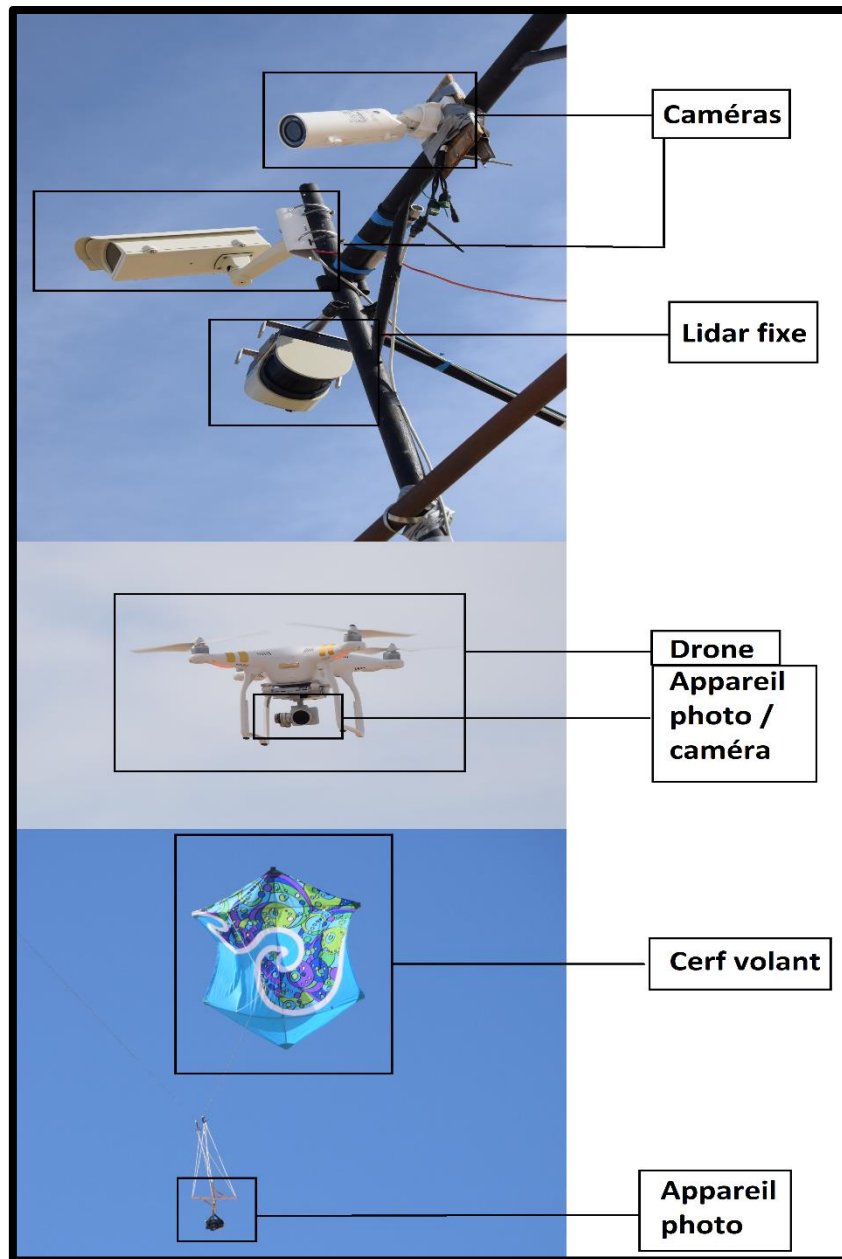 Caméras
Lidar fixe
Drone
Appareil
photo /
caméra
Cerf volant
Appareil
photo